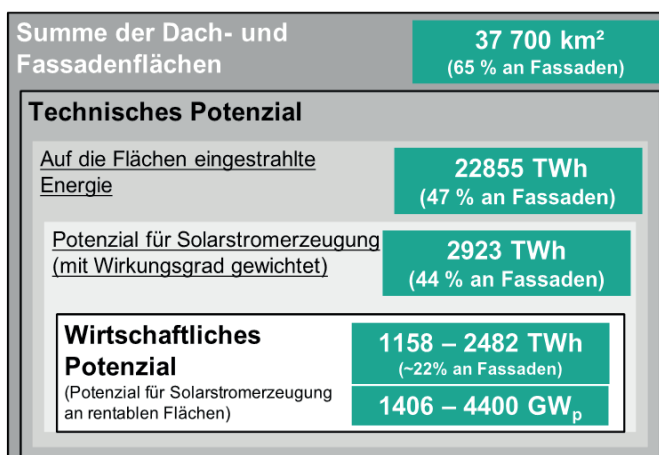 Summe der Dach- und
Fassadenflächen
37 700 km²
(65 % an Fassaden)
Technisches Potenzial
Auf die Flächen eingestrahlte
Energie
22855 TWh
(47 % an Fassaden)
Potenzial für Solarstromerzeugung
(mit Wirkungsgrad gewichtet)
2923 TWh
(44 % an Fassaden)
Wirtschaftliches
Potenzial
(Potenzial für Solarstromerzeugung
an rentablen Flächen)
1158 – 2482 TWh
(~22% an Fassaden)
1406 – 4400 GWp